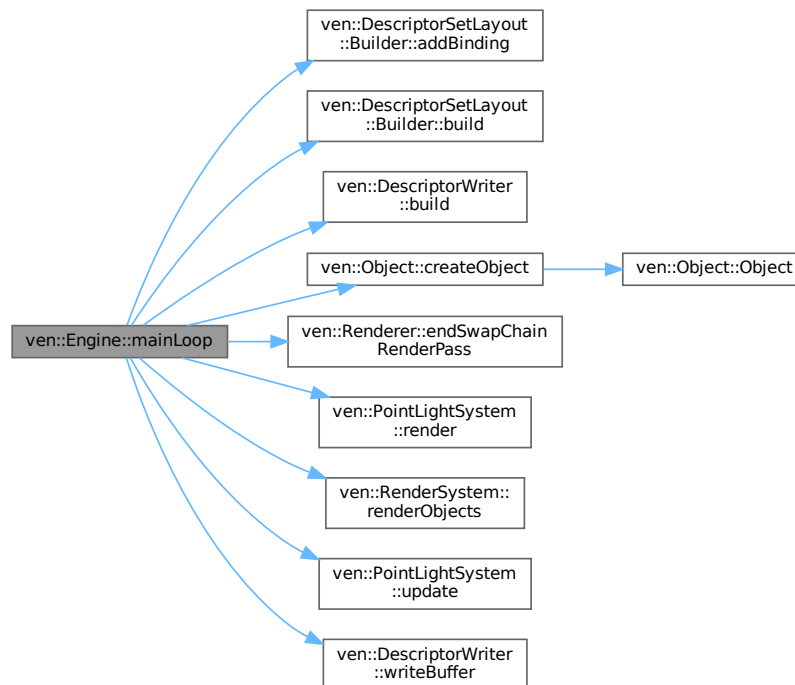 ven::DescriptorSetLayout
::Builder::addBinding
ven::DescriptorSetLayout
::Builder::build
ven::DescriptorWriter
::build
ven::Object::createObject
ven::Object::Object
ven::Engine::mainLoop
ven::Renderer::endSwapChain
RenderPass
ven::PointLightSystem
::render
ven::RenderSystem::
renderObjects
ven::PointLightSystem
::update
ven::DescriptorWriter
::writeBuffer